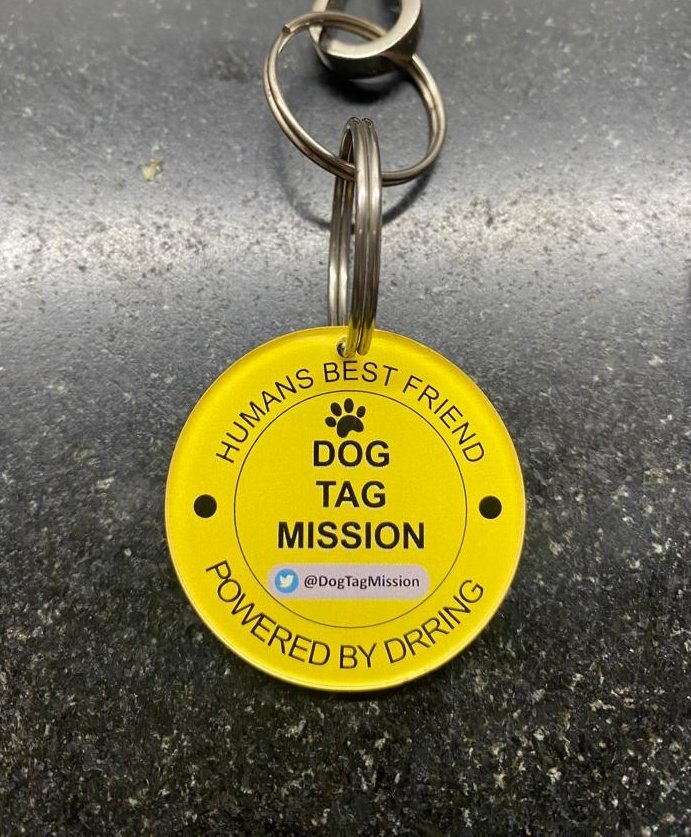 HUMANS BEST FRIEND
DOG
TAG
MISSION
@DogTagMission
POWERED BY DRRING